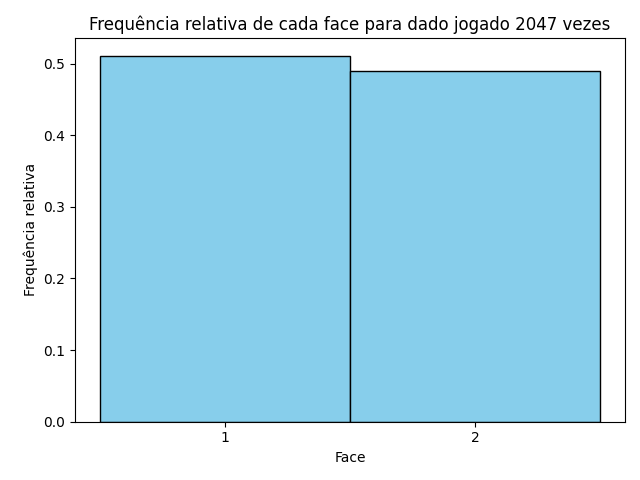 Frequência relativa de cada face para dado jogado 2047 vezes
Frequência relativa
0.5
0.4
0.3
0.2
0.1
0.0
1 2
Face